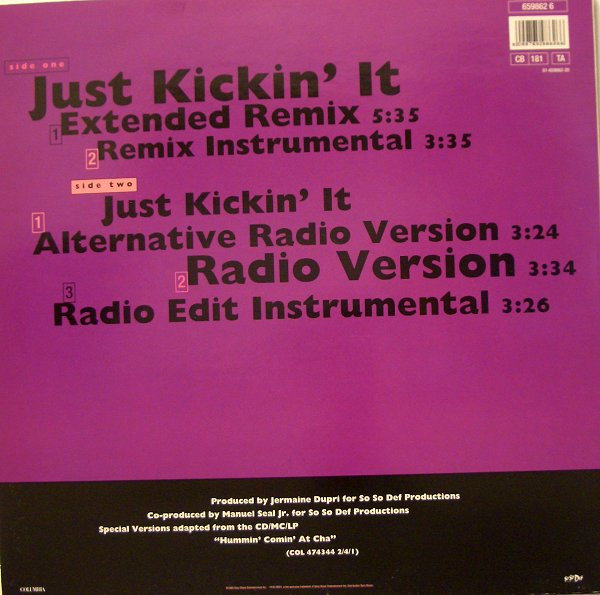 659862 6
CB 181 TA
side one
Just Kickin' It
1 Extended Remix 5:35
2 Remix Instrumental 3:35
side two
Just Kickin' It
1
Alternative Radio Version 3:24
2 Radio Version 3:34
3
Radio Edit Instrumental 3:26
Produced by Jermaine Dupri for So So Def Productions
Co-produced by Manuel Seal Jr. for So So Def Productions
Special Versions adapted from the CD/MC/LP
"Hummin' Comin' At Cha"
(COL 474344 2/4/1)
COLUMBIA